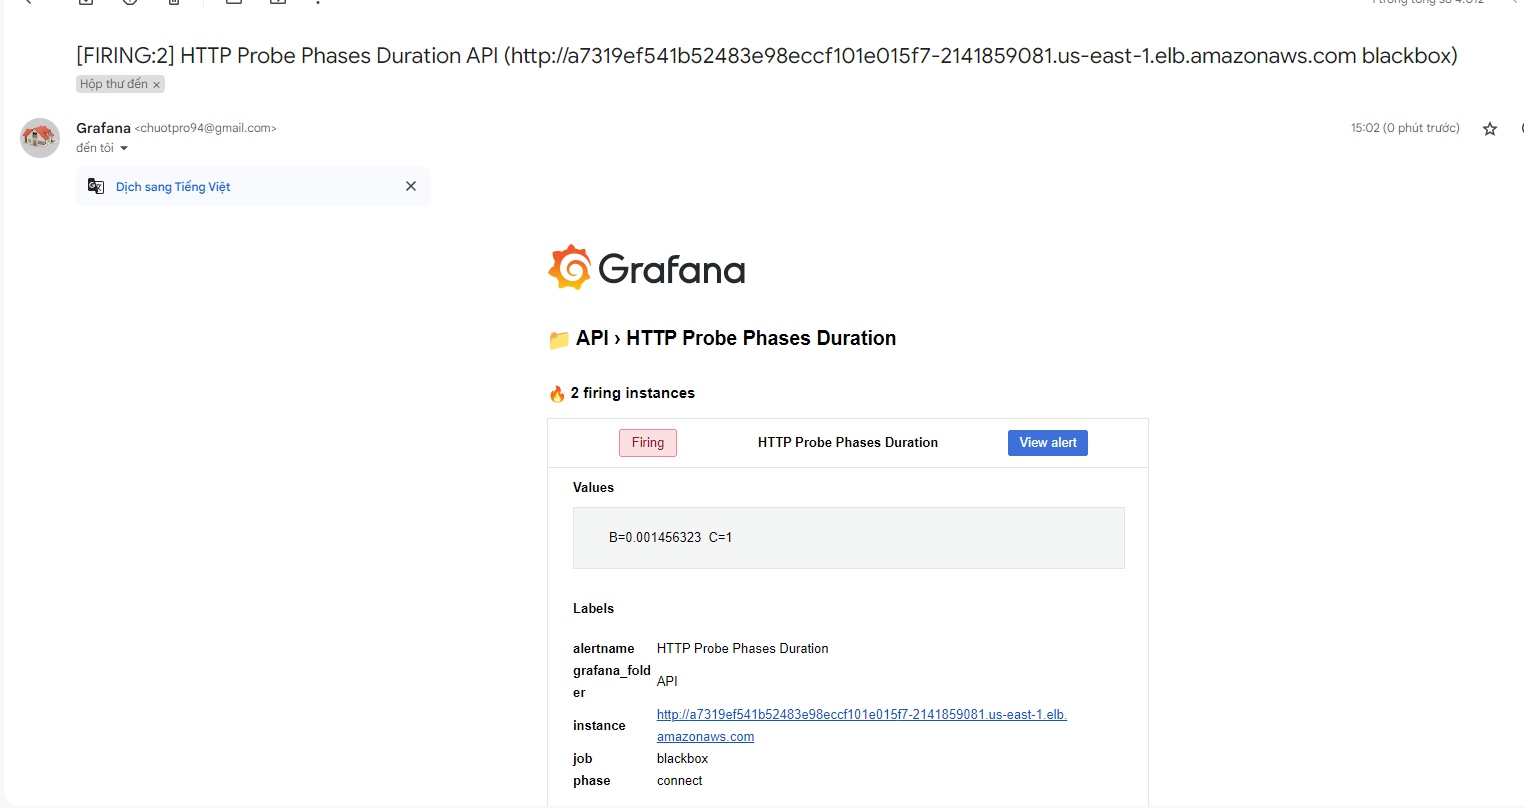 [FIRING:2] HTTP Probe Phases Duration API (http://a7319ef541b52483e98eccf101e015f7-2141859081.us-east-1.elb.amazonaws.com blackbox)
Hộp thư đến ×
Grafana <chuotpro94@gmail.com>
15:02 (0 phút trước)
đến tôi
Dịch sang Tiếng Việt
Grafana
API › HTTP Probe Phases Duration
2 firing instances
Firing
HTTP Probe Phases Duration
View alert
Values
B=0.001456323 C=1
Labels
alertname HTTP Probe Phases Duration
grafana_fold
er
API
instance
http://a7319ef541b52483e98eccf101e015f7-2141859081.us-east-1.elb.
amazonaws.com
job blackbox
phase connect